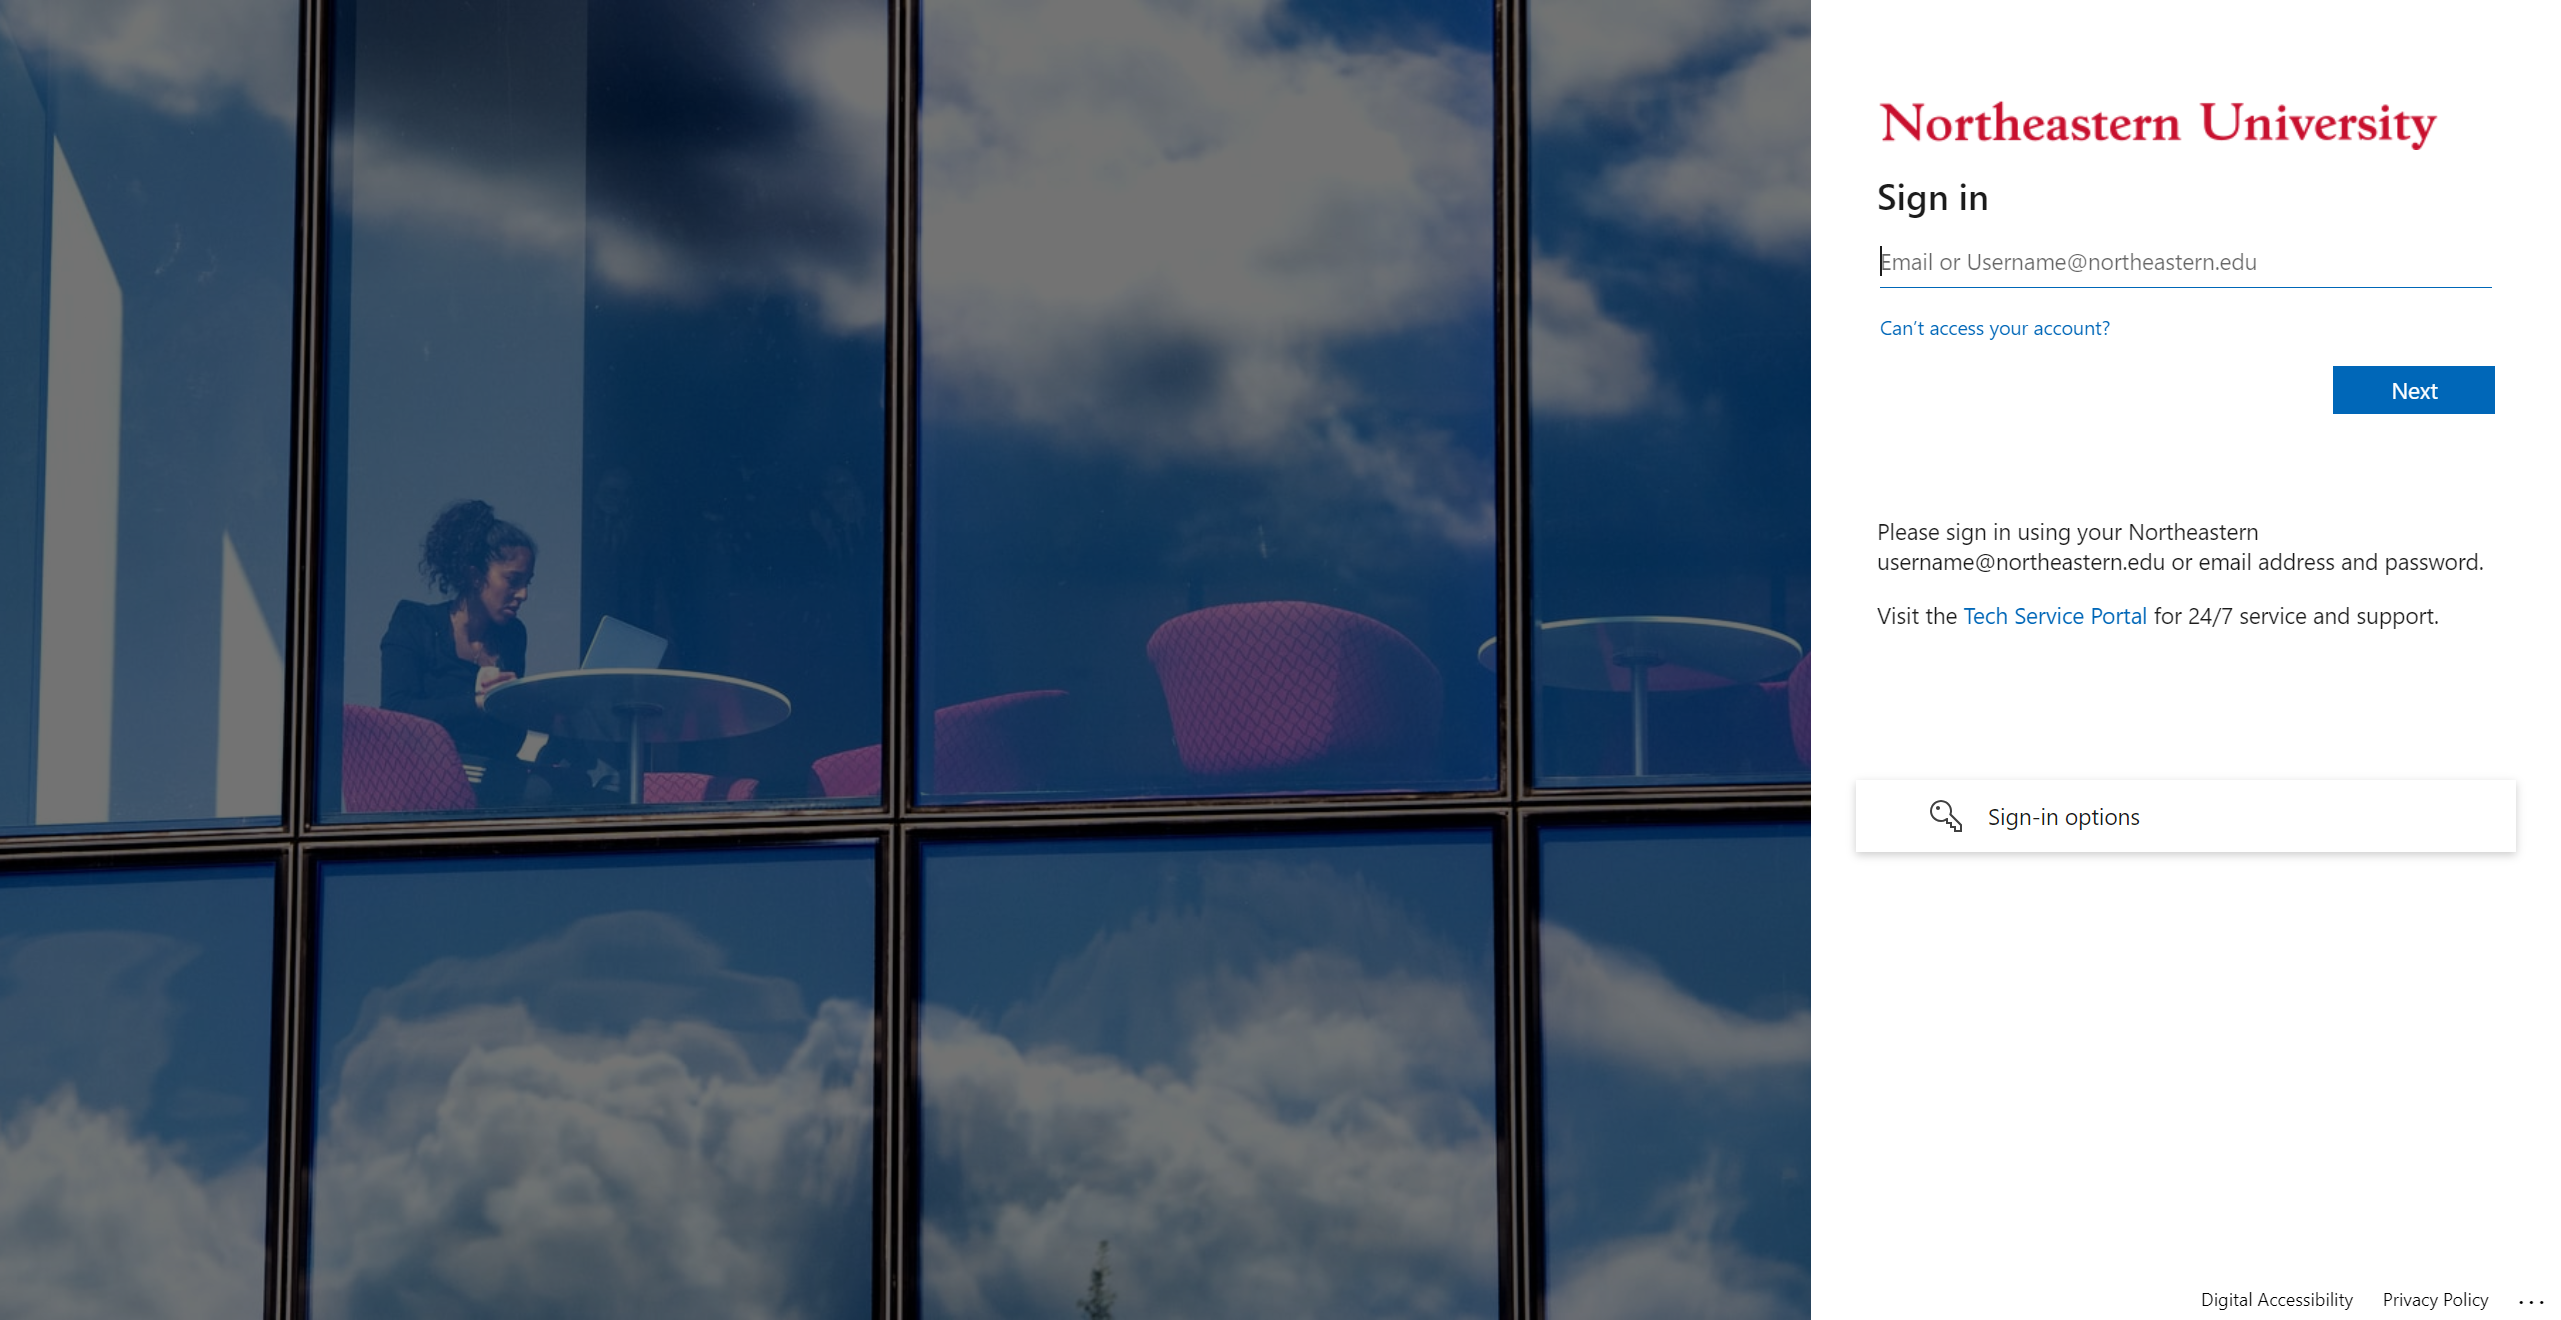 Northeastern University
Sign in
Email or Username@northeastern.edu
Can't access your account?
Next
Please sign in using your Northeastern
username@northeastern.edu or email address and password.
Visit the Tech Service Portal for 24/7 service and support.
Sign-in options
Digital Accessibility Privacy Policy ...